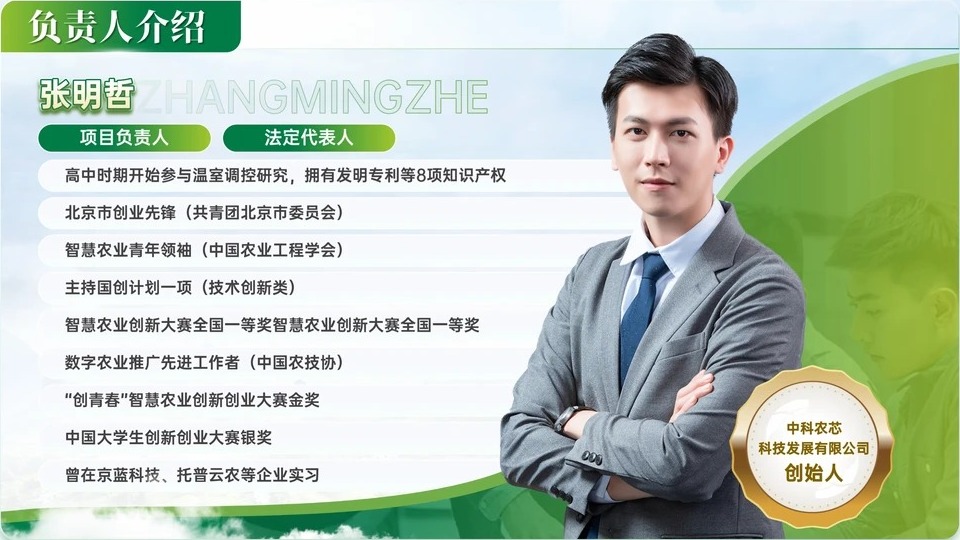 负责人介绍
张明哲 ZHANGMINGZHE
项目负责人 法定代表人
高中时期开始参与温室调控研究，拥有发明专利等8项知识产权
北京市创业先锋（共青团北京市委员会）
智慧农业青年领袖（中国农业工程学会）
主持国创计划一项（技术创新类）
智慧农业创新大赛全国一等奖智慧农业创新大赛全国一等奖
数字农业推广先进工作者（中国农技协）
“创青春”智慧农业创新创业大赛金奖
中国大学生创新创业大赛银奖
曾在京蓝科技、托普云农等企业实习
中科农芯
科技发展有限公司
创始人